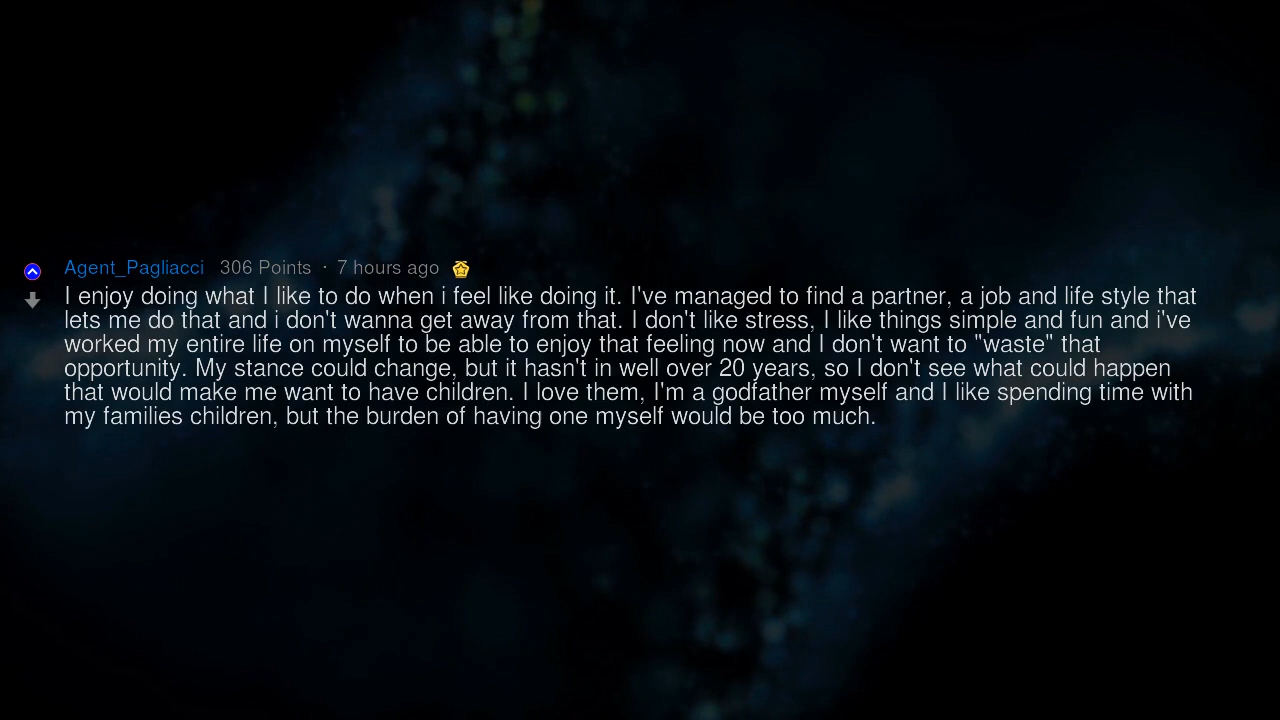 Agent_Pagliacci 306 Points · 7 hours ago
I enjoy doing what I like to do when i feel like doing it. I've managed to find a partner, a job and life style that
lets me do that and i don't wanna get away from that. I don't like stress, I like things simple and fun and i've
worked my entire life on myself to be able to enjoy that feeling now and I don't want to "waste" that
opportunity. My stance could change, but it hasn't in well over 20 years, so I don't see what could happen
that would make me want to have children. I love them, I'm a godfather myself and I like spending time with
my families children, but the burden of having one myself would be too much.